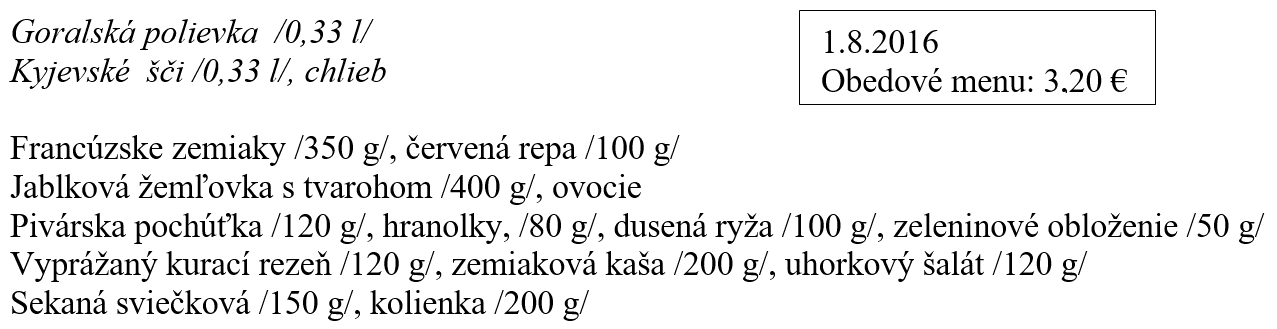 Goralská polievka /0,33 l/
Kyjevské šči /0,33 l/, chlieb
1.8.2016
Obedové menu: 3,20 €
Francúzske zemiaky /350 g/, červená repa /100 g/
Jablková žemľovka s tvarohom /400 g/, ovocie
Pivárska pochúťka /120 g/, hranolky, /80 g/, dusená ryža /100 g/, zeleninové obloženie /50 g/
Vyprážaný kurací rezeň /120 g/, zemiaková kaša /200 g/, uhorkový šalát /120 g/
Sekaná sviečková /150 g/, kolienka /200 g/